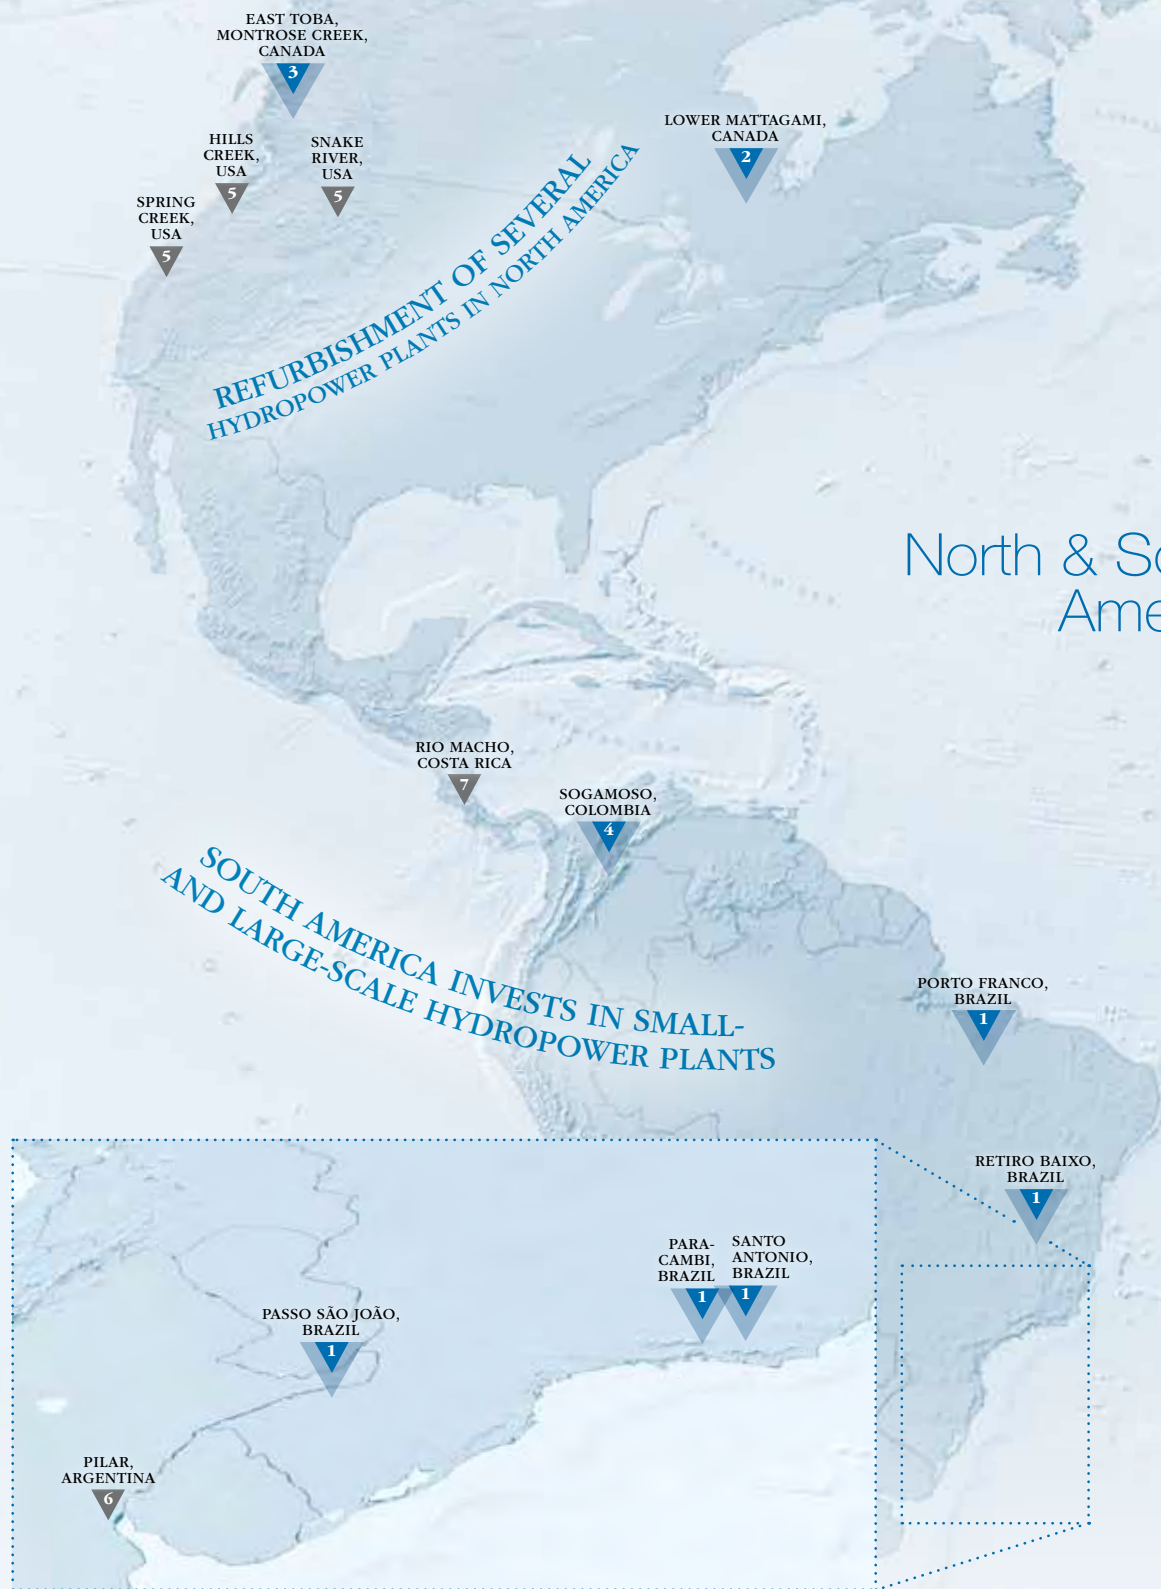 EAST TOBA,
MONTROSE CREEK,
CANADA
3
HILLS
CREEK,
USA
5
SNAKE
RIVER,
USA
5
SPRING
CREEK,
USA
5
LOWER MATTAGAMI,
CANADA
2
REFURBISHMENT OF SEVERAL
HYDROPOWER PLANTS IN NORTH AMERICA
North & So
Ame
RIO MACHO,
COSTA RICA
7
SOGAMOSO,
COLOMBIA
4
SOUTH AMERICA INVESTS IN SMALL-
AND LARGE-SCALE HYDROPOWER PLANTS
PORTO FRANCO,
BRAZIL
1
RETIRO BAIXO,
BRAZIL
1
PARA-
CAMBI,
BRAZIL
1
SANTO
ANTONIO,
BRAZIL
1
PASSO SÃO JOÃO,
BRAZIL
1
PILAR,
ARGENTINA
6